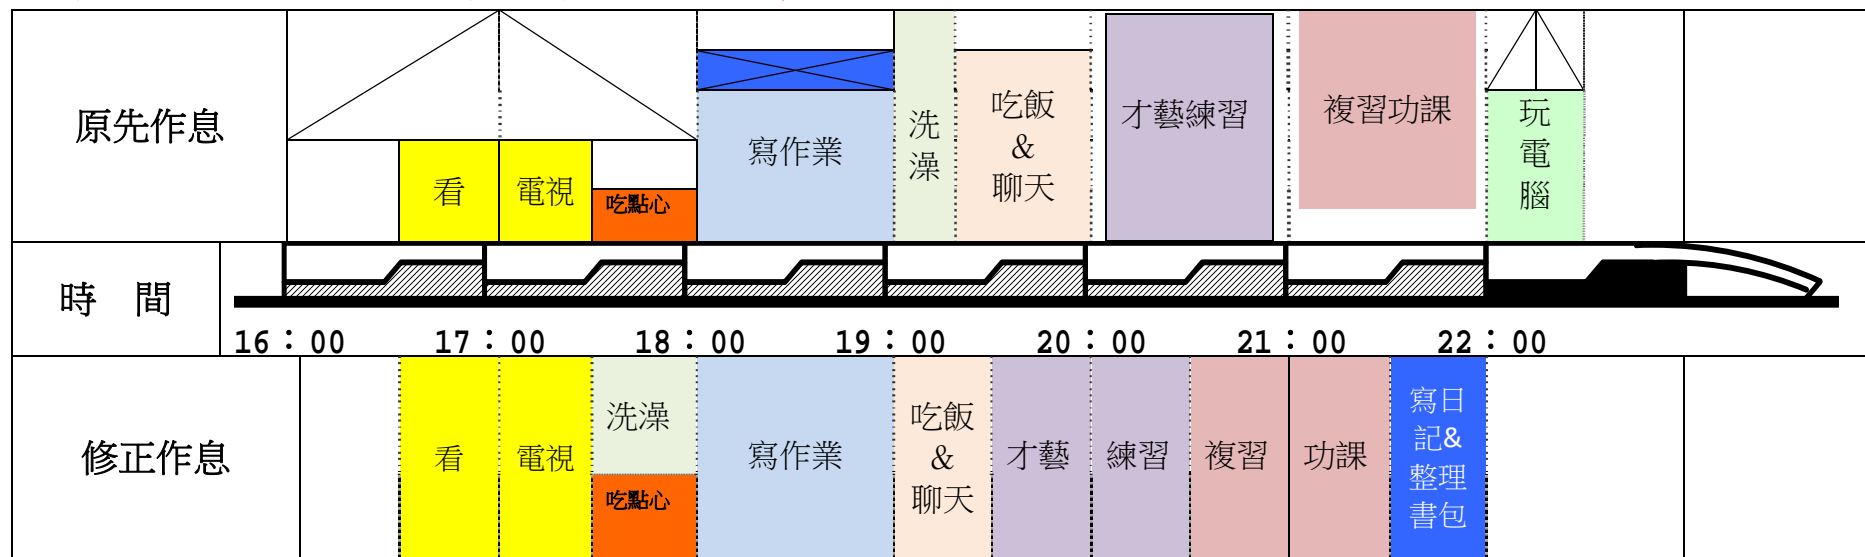 原先作息
看
電視
吃點心
寫作業
洗
澡
吃飯
&
聊天
才藝練習
複習功課
玩
電
腦
時 間
16:00 17:00 18:00 19:00 20:00 21:00 22:00
修正作息
看
電視
洗澡
吃點心
寫作業
吃飯
&
聊天
才藝
練習
複習
功課
寫日
記&
整理
書包